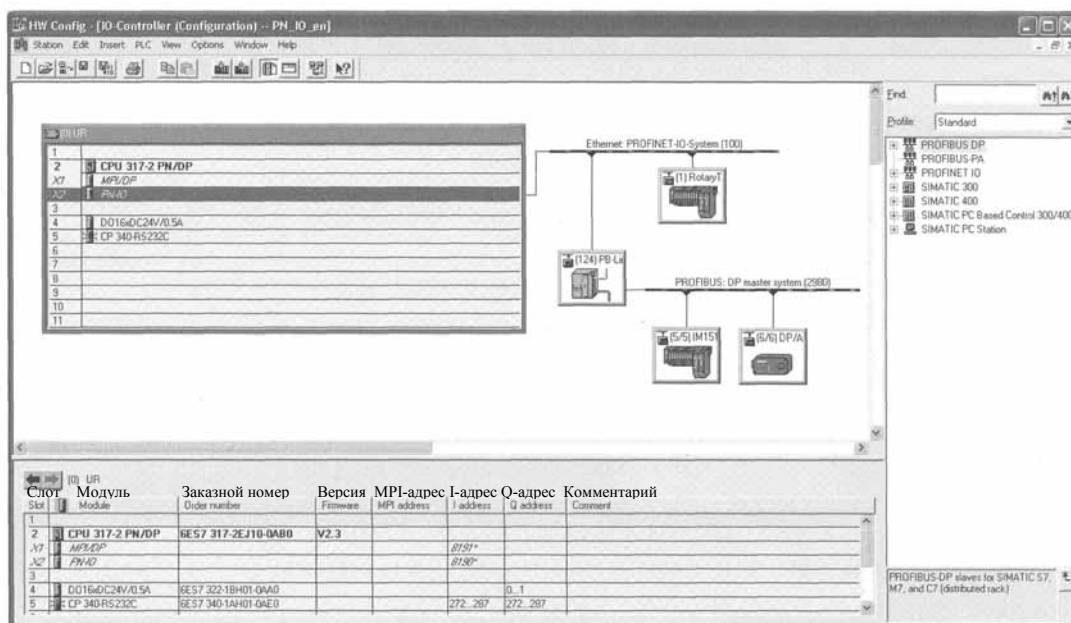 HW Config - [IO-Controller (Configuration) -- PN_IO_en]
Station Edit Insert PLC View Options Window Help
(0) UR
1
2 CPU 317-2 PN/DP
X1 MPI/DP
X2 PN-IO
3
4 DO16xDC24V/0.5A
5 CP 340-RS232C
6
7
8
9
10
11
Ethernet: PROFINET-IO-System (100)
(1) RotaryT
(124) PB-Li
PROFIBUS: DP master system (2980)
(5/5) IM151
(6/6) DP/A
Find:
Profile: Standard
PROFIBUS DP
PROFIBUS-PA
PROFINET IO
SIMATIC 300
SIMATIC 400
SIMATIC PC Based Control 300/400
SIMATIC PC Station
(0) UR
Слот Модуль Заказной номер Версия MPI-адрес I-адрес Q-адрес Комментарий
Slot Module Order number Firmware MPI address I address Q address Comment
1
2 CPU 317-2 PN/DP 6ES7 317-2EJ10-0AB0 V2.3
X1 MPI/DP 8191*
X2 PN-IO 8190*
3
4 DO16xDC24V/0.5A 6ES7 322-1BH01-0AA0 0...1
5 CP 340-RS232C 6ES7 340-1AH01-0AE0 272...287 272...287
PROFIBUS-DP slaves for SIMATIC S7,
M7, and C7 (distributed rack)